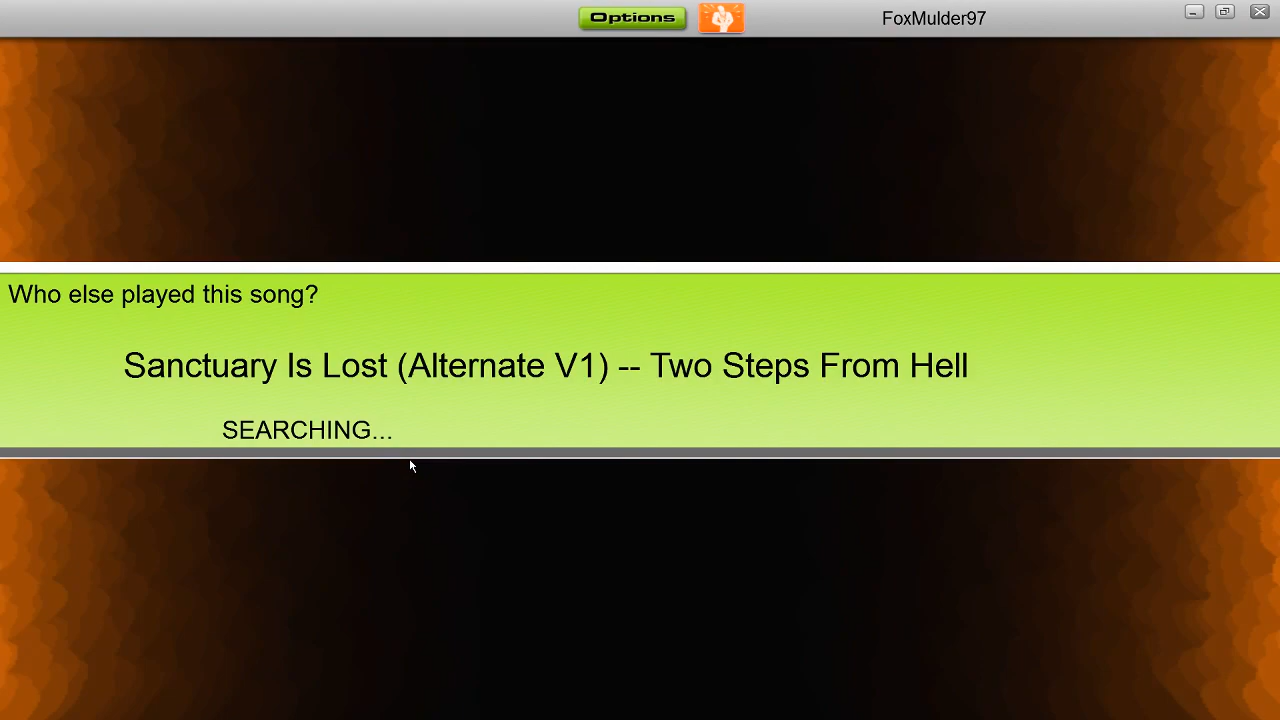 Options
FoxMulder97
Who else played this song?
Sanctuary Is Lost (Alternate V1) -- Two Steps From Hell
SEARCHING...